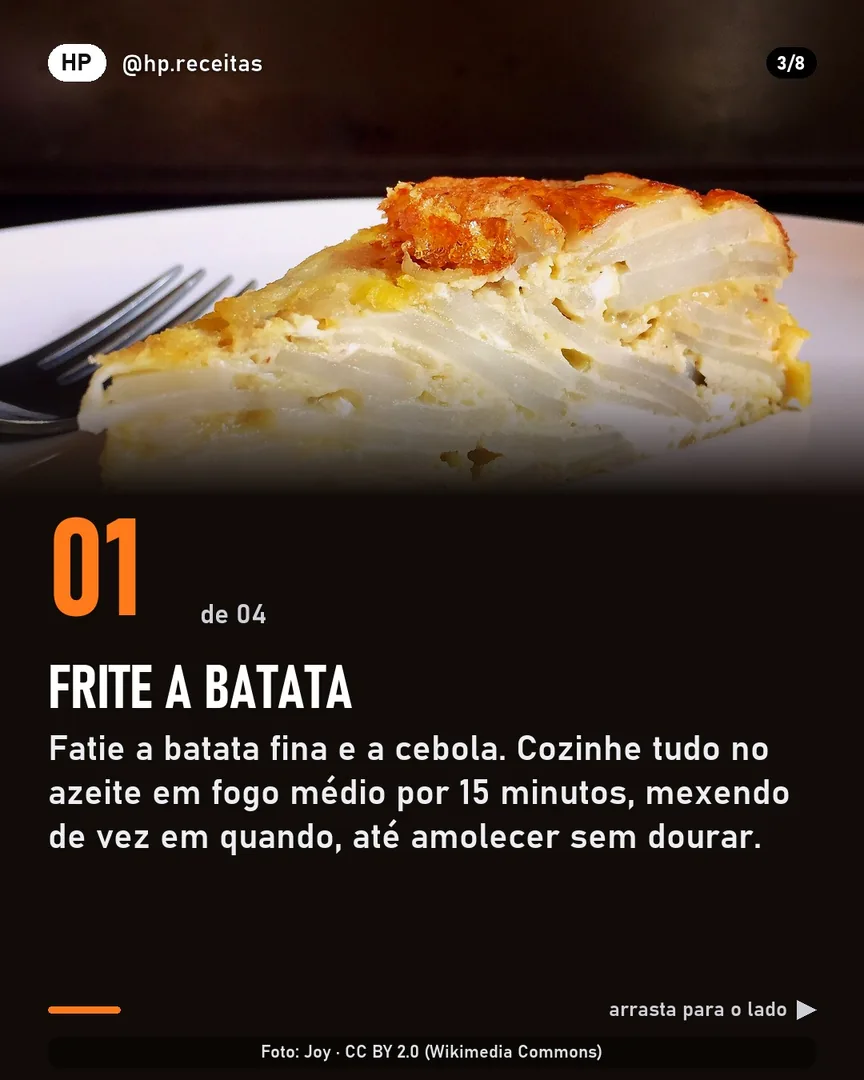 HP @hp.receitas 3/8
01
de 04
FRITE A BATATA
Fatie a batata fina e a cebola. Cozinhe tudo no
azeite em fogo médio por 15 minutos, mexendo
de vez em quando, até amolecer sem dourar.
arrasta para o lado ▶
Foto: Joy · CC BY 2.0 (Wikimedia Commons)